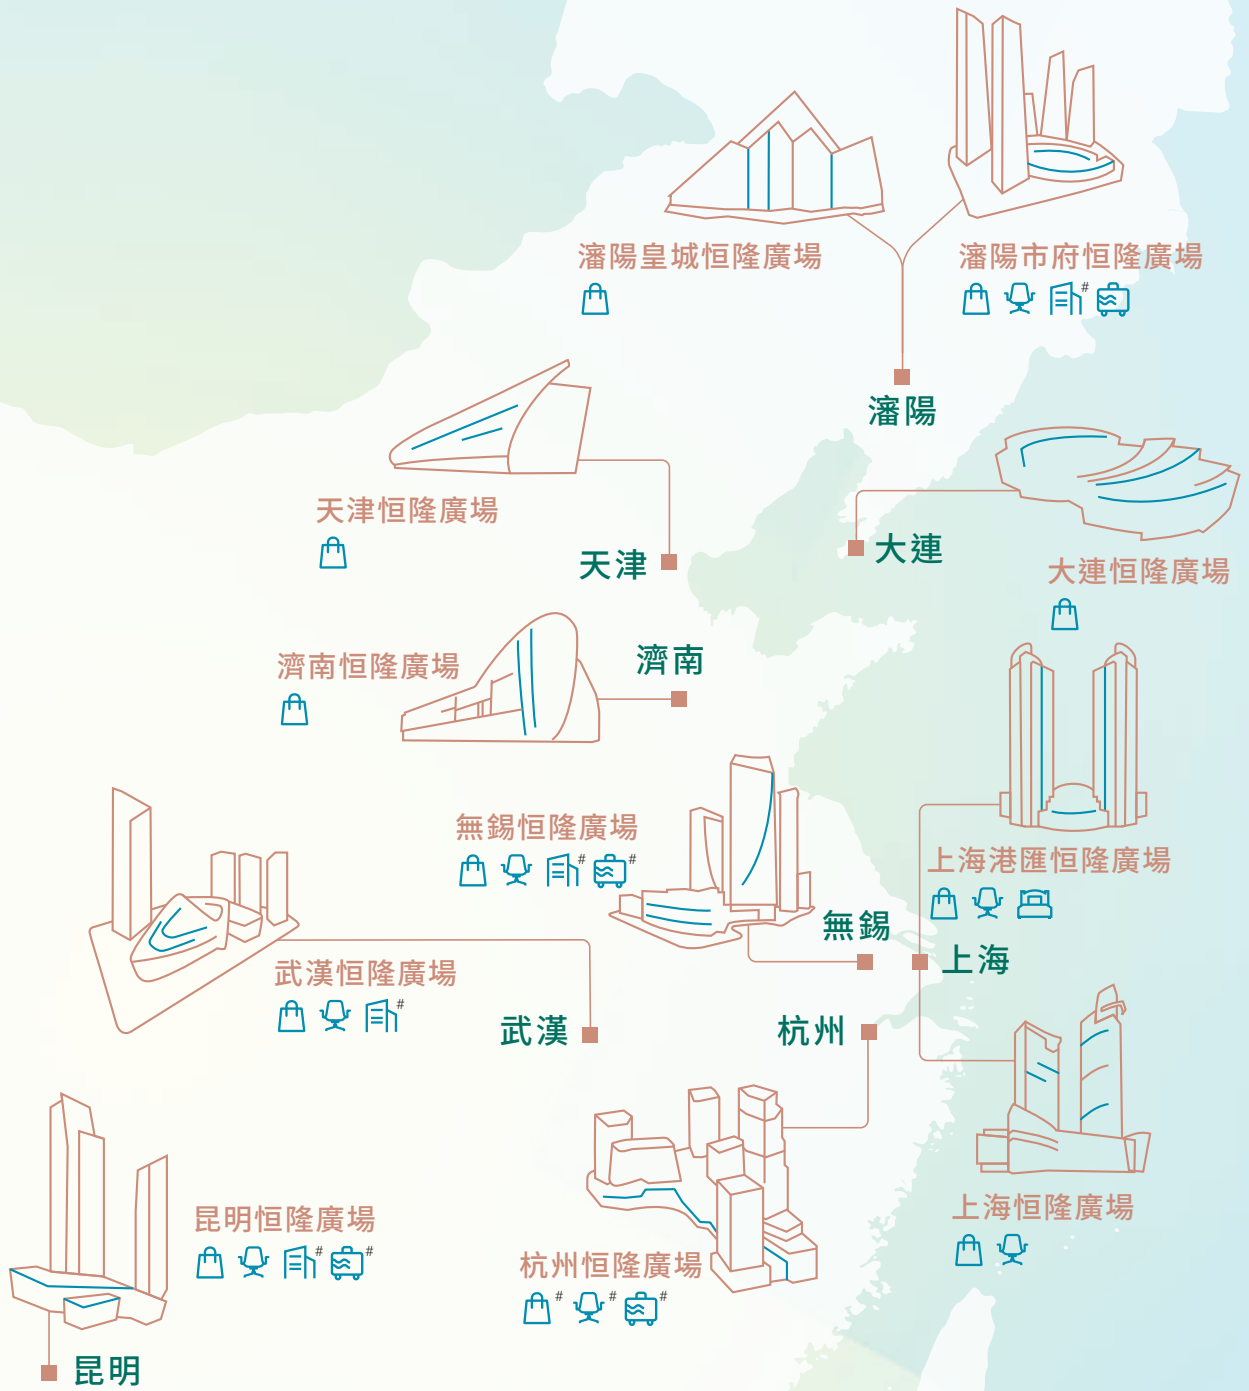 瀋陽皇城恒隆廣場
瀋陽市府恒隆廣場
#
瀋陽
天津恒隆廣場
天津
大連
大連恒隆廣場
濟南恒隆廣場
濟南
無錫恒隆廣場
# #
無錫
上海港匯恒隆廣場
上海
武漢恒隆廣場
#
武漢
杭州
昆明恒隆廣場
# #
昆明
杭州恒隆廣場
# # #
上海恒隆廣場